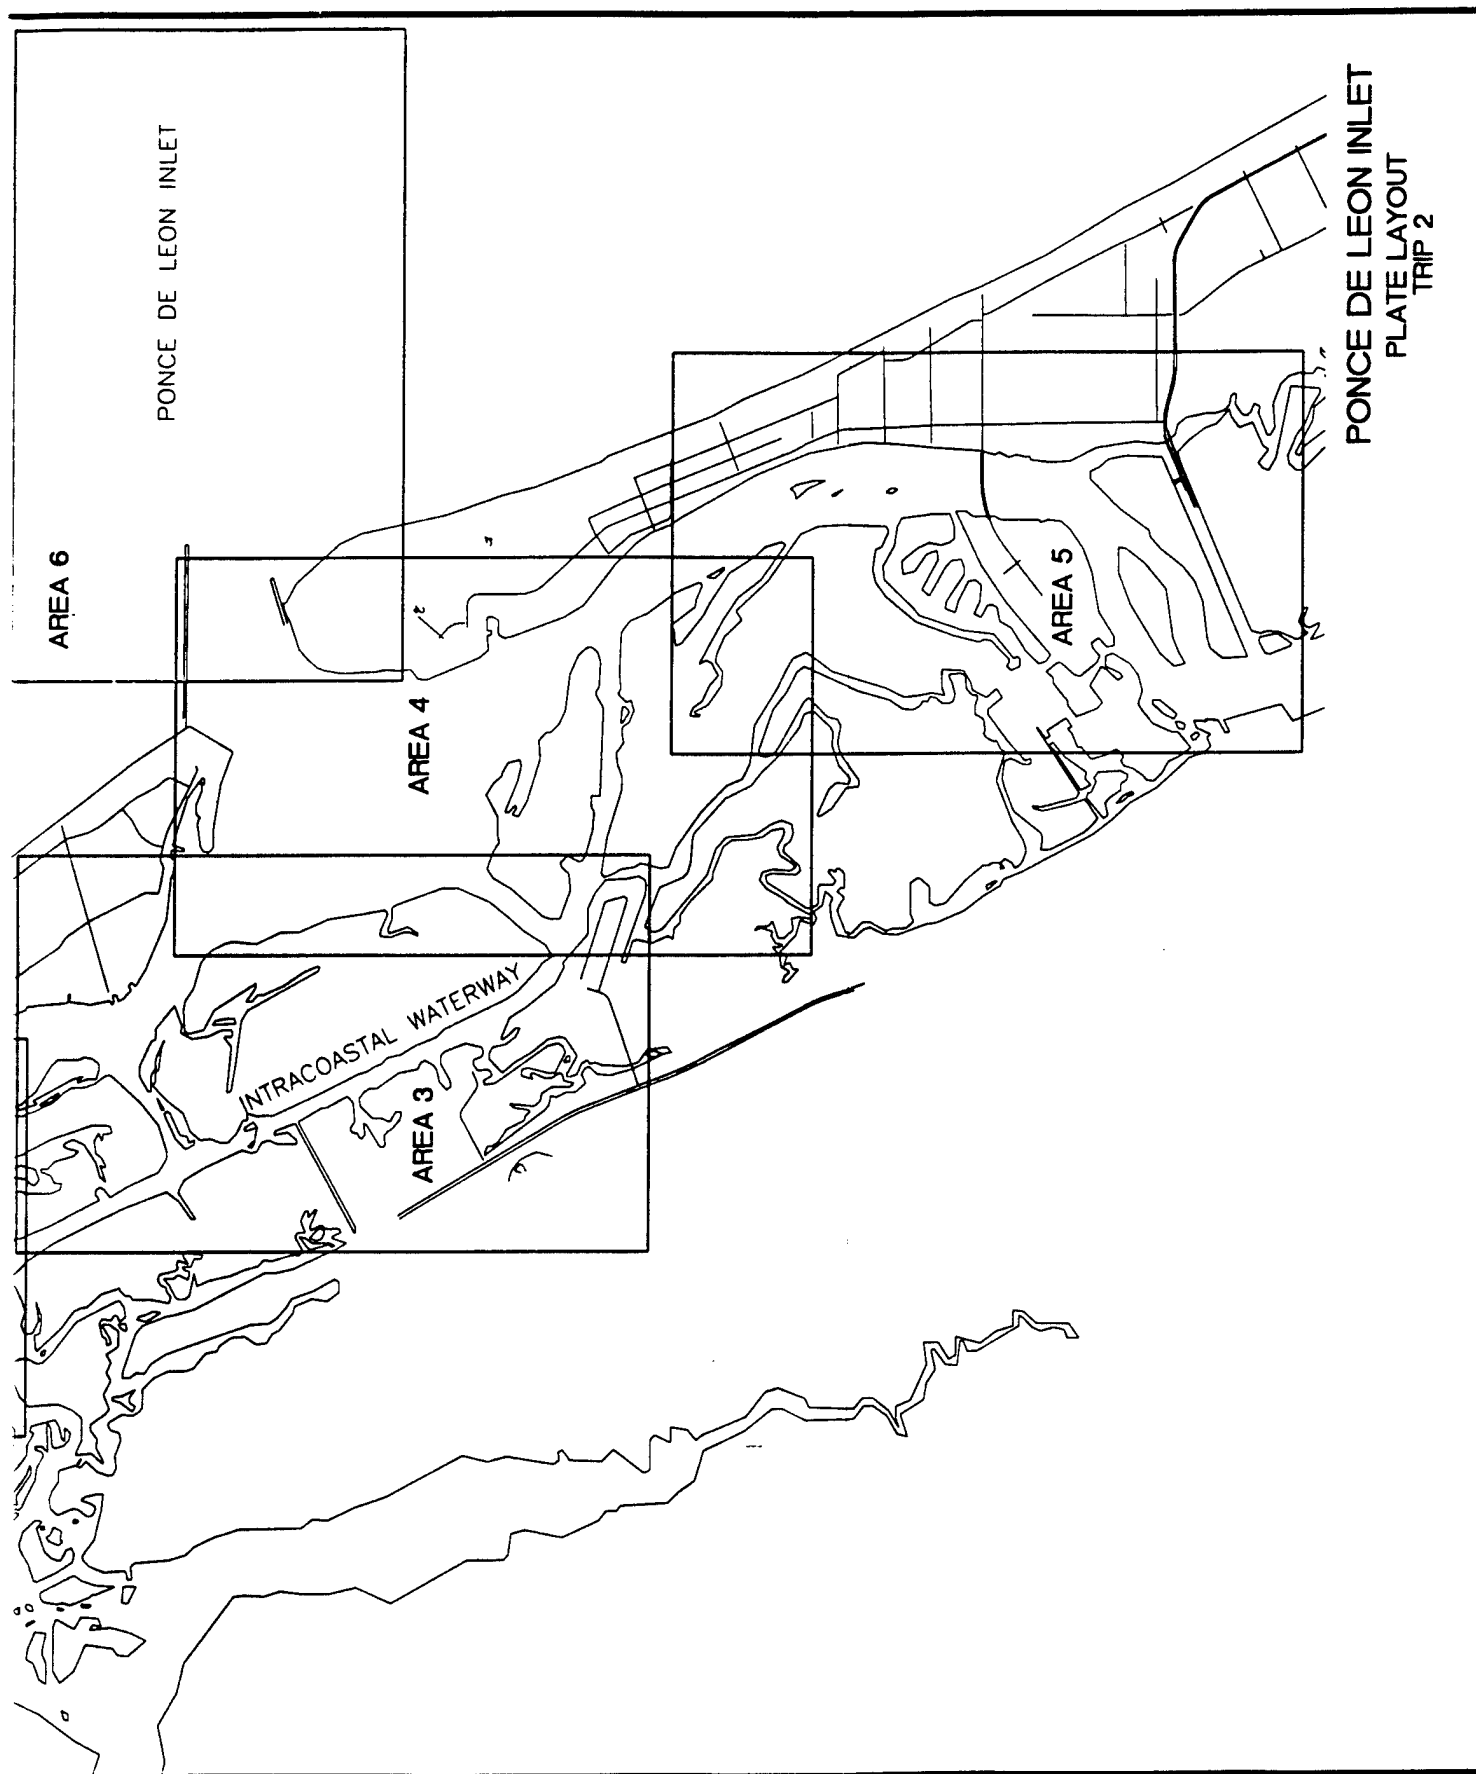 AREA 6
PONCE DE LEON INLET
AREA 4
AREA 5
INTRACOASTAL WATERWAY
AREA 3
PONCE DE LEON INLET
PLATE LAYOUT
TRIP 2